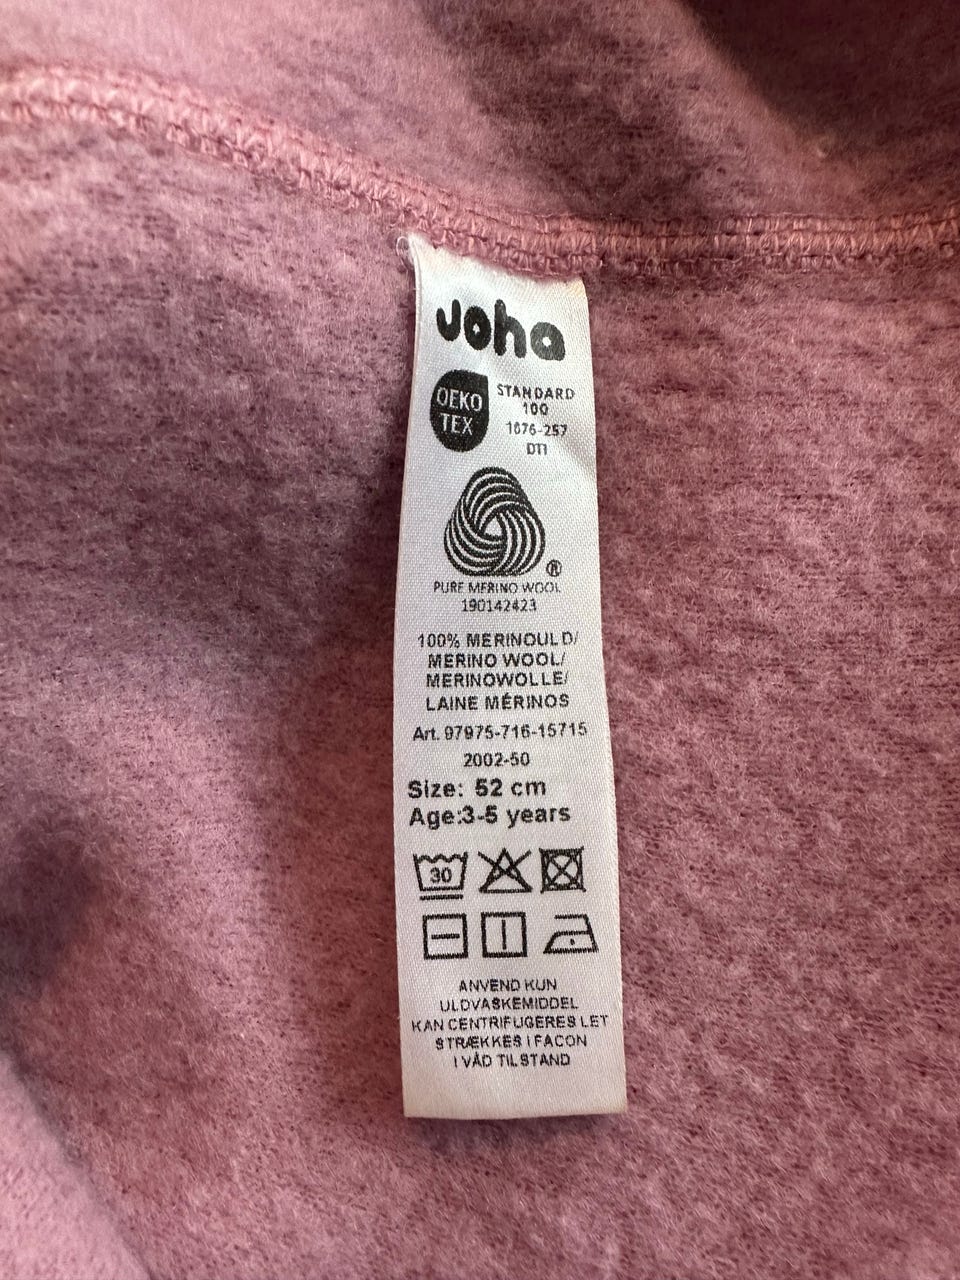 Joha
OEKO
TEX
STANDARD
100
1076-257
DTI
®
PURE MERINO WOOL
190142423
100% MERINOULD/
MERINO WOOL/
MERINOWOLLE/
LAINE MÉRINOS
Art. 97975-716-15715
2002-50
Size: 52 cm
Age:3-5 years
30
ANVEND KUN
ULDVASKEMIDDEL
KAN CENTRIFUGERES LET
STRÆKKES I FACON
I VÅD TILSTAND